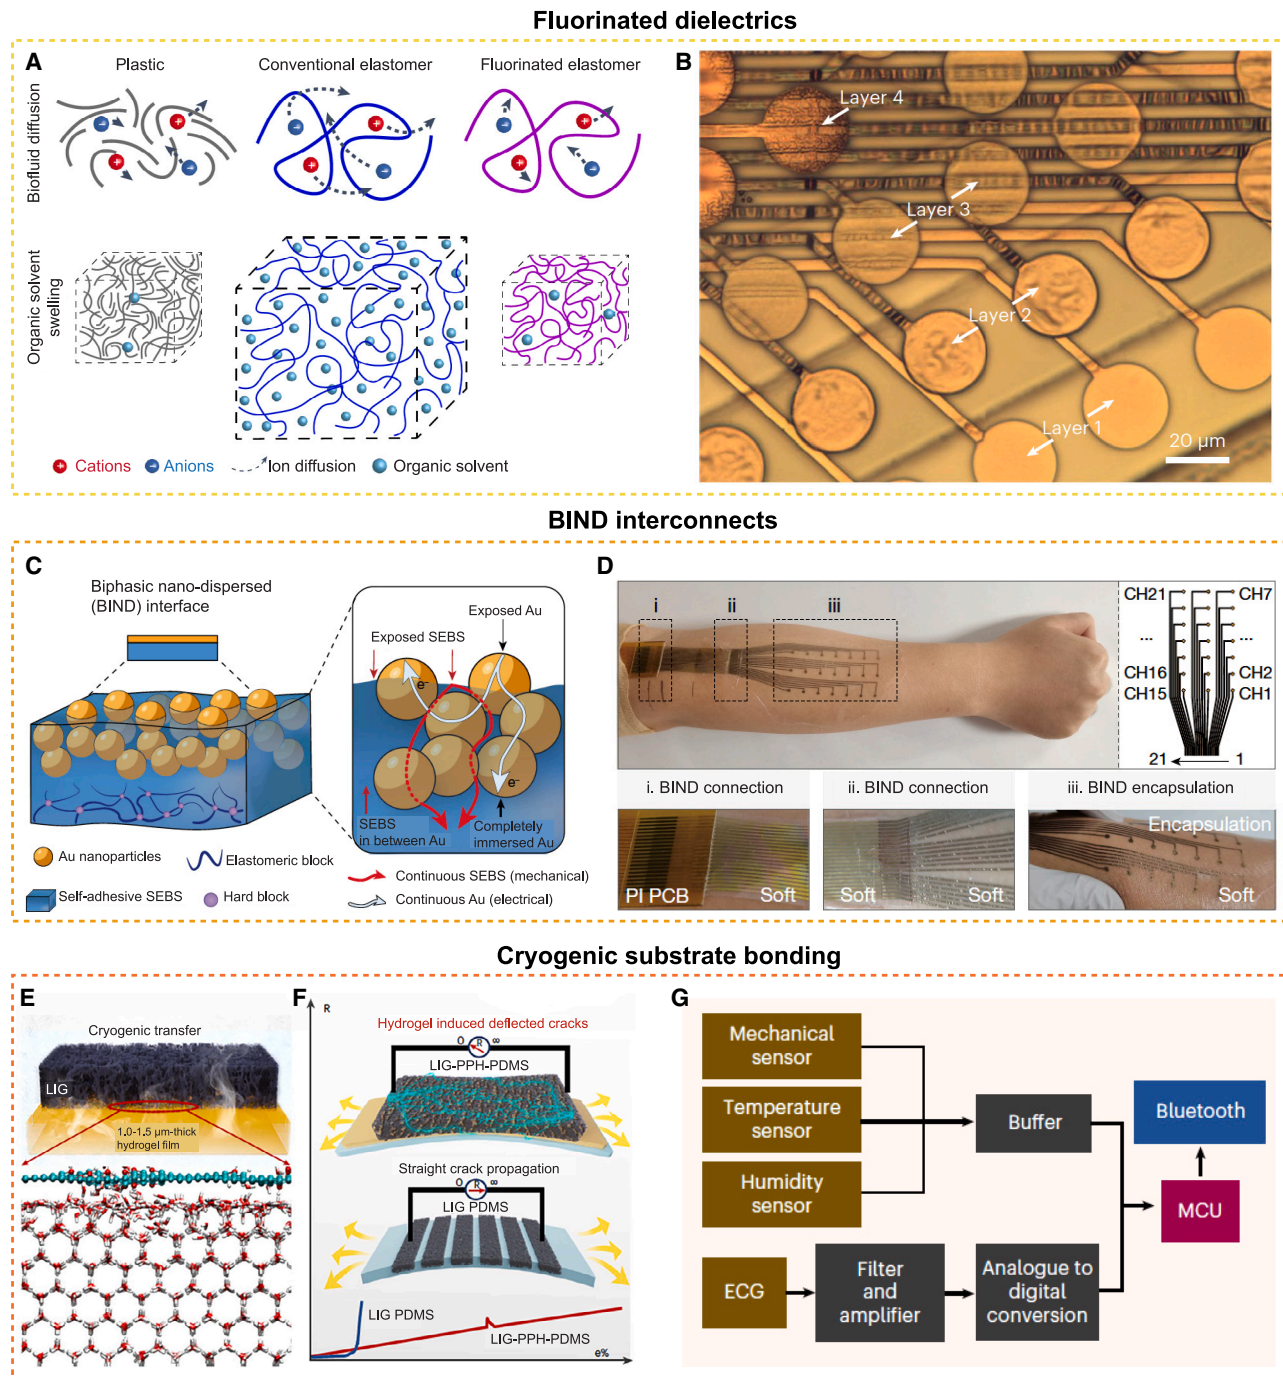 Fluorinated dielectrics
A
Plastic
Conventional elastomer
Fluorinated elastomer
Biofluid diffusion
Organic solvent
swelling
+ Cations
- Anions
Ion diffusion
Organic solvent
B
Layer 4
Layer 3
Layer 2
Layer 1
20 µm
BIND interconnects
C
Biphasic nano-dispersed
(BIND) interface
Exposed Au
Exposed SEBS
e⁻
e⁻
SEBS
in between Au
Completely
immersed Au
Au nanoparticles
Elastomeric block
Self-adhesive SEBS
Hard block
Continuous SEBS (mechanical)
Continuous Au (electrical)
D
i
ii
iii
CH21
CH7
...
...
CH16
CH2
CH15
CH1
21
1
i. BIND connection
ii. BIND connection
iii. BIND encapsulation
PI PCB
Soft
Soft
Soft
Encapsulation
Soft
Cryogenic substrate bonding
E
Cryogenic transfer
LIG
1.0-1.5 µm-thick
hydrogel film
F
R
Hydrogel induced deflected cracks
0 R ∞
LIG-PPH-PDMS
Straight crack propagation
0 R ∞
LIG PDMS
LIG PDMS
LIG-PPH-PDMS
e%
G
Mechanical
sensor
Temperature
sensor
Humidity
sensor
Buffer
Bluetooth
MCU
ECG
Filter
and
amplifier
Analogue to
digital
conversion